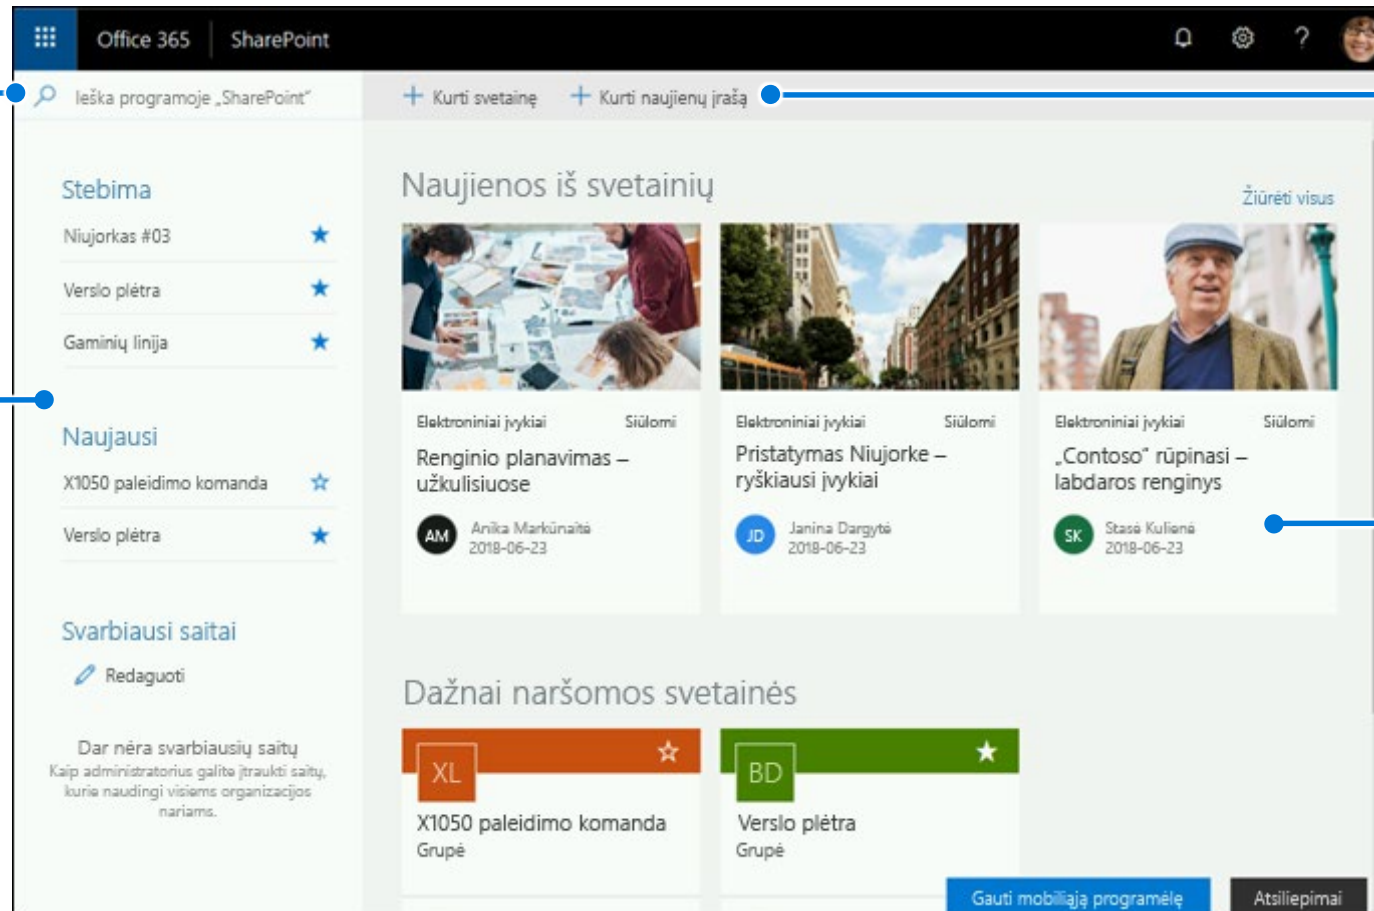 Office 365 SharePoint ?
Ieška programoje „SharePoint“
+ Kurti svetainę + Kurti naujienų įrašą
Stebima
Niujorkas #03
Verslo plėtra
Gaminių linija
Naujausi
X1050 paleidimo komanda
Verslo plėtra
Svarbiausi saitai
Redaguoti
Dar nėra svarbiausių saitų
Kaip administratorius galite įtraukti saitų,
kurie naudingi visiems organizacijos
nariams.
Naujienos iš svetainių
Žiūrėti visus
Elektroniniai įvykiai Siūlomi
Renginio planavimas –
užkulisiuose
AM Anika Markūnaitė
2018-06-23
Elektroniniai įvykiai Siūlomi
Pristatymas Niujorke –
ryškiausi įvykiai
JD Janina Dargytė
2018-06-23
Elektroniniai įvykiai Siūlomi
„Contoso“ rūpinasi –
labdaros renginys
SK Stasė Kulienė
2018-06-23
Dažnai naršomos svetainės
XL
X1050 paleidimo komanda
Grupė
BD
Verslo plėtra
Grupė
Gauti mobiliąją programėlę
Atsiliepimai